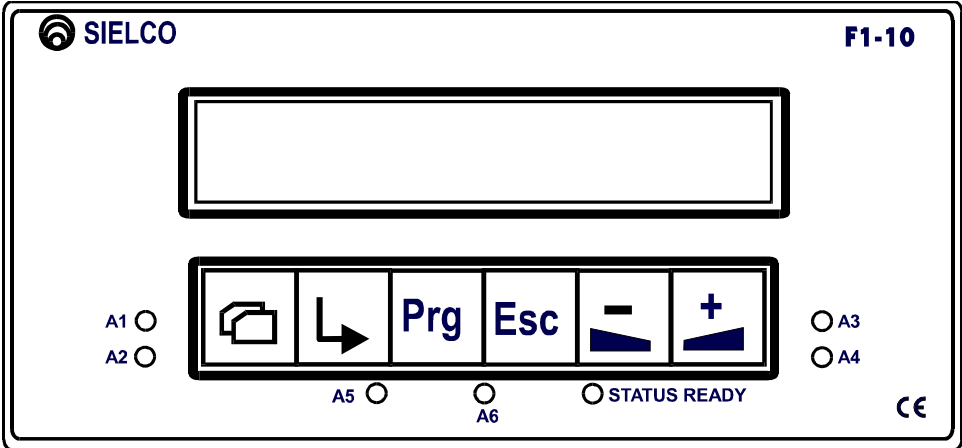 SIELCO
F1-10
Prg
Esc
-
+
A1
A2
A3
A4
A5
A6
STATUS READY
CE